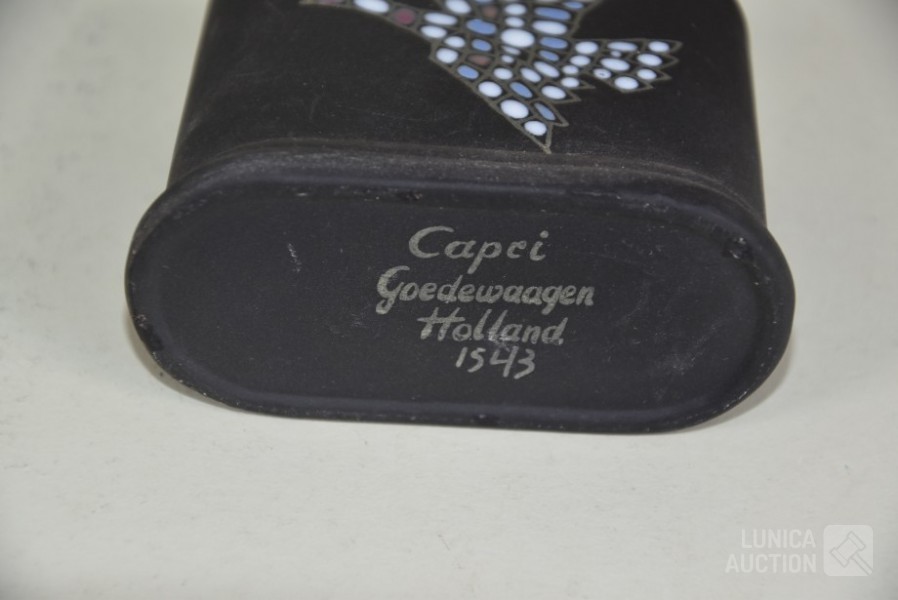 Capri
Goedewaagen
Holland.
1543
LUNICA
AUCTION